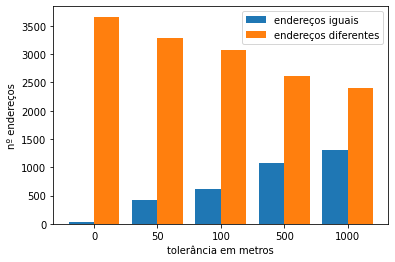 endereços iguais
endereços diferentes
nº endereços
3500
3000
2500
2000
1500
1000
500
0
0 50 100 500 1000
tolerância em metros